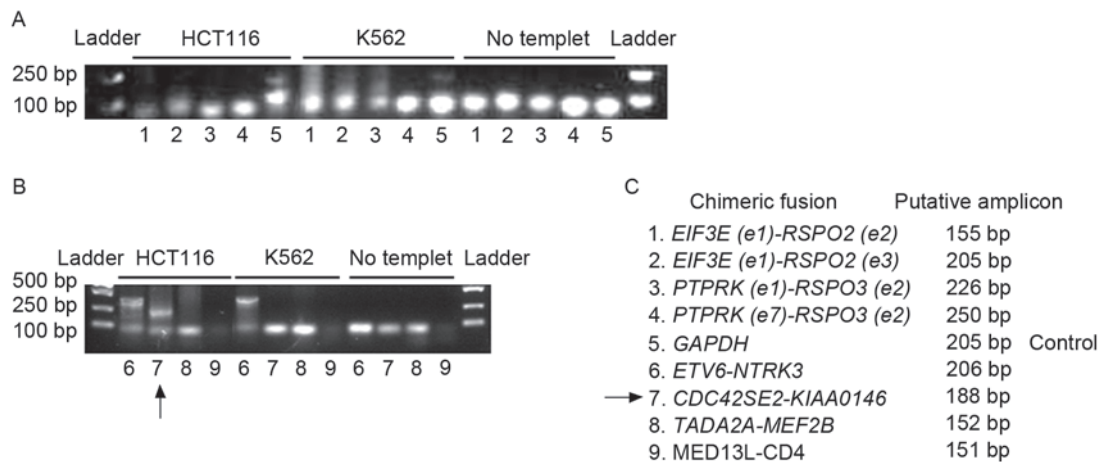 A
Ladder HCT116 K562 No templet Ladder
250 bp
100 bp
1 2 3 4 5 1 2 3 4 5 1 2 3 4 5
B
Ladder HCT116 K562 No templet Ladder
500 bp
250 bp
100 bp
6 7 8 9 6 7 8 9 6 7 8 9
C
Chimeric fusion Putative amplicon
1. EIF3E (e1)-RSPO2 (e2) 155 bp
2. EIF3E (e1)-RSPO2 (e3) 205 bp
3. PTPRK (e1)-RSPO3 (e2) 226 bp
4. PTPRK (e7)-RSPO3 (e2) 250 bp
5. GAPDH 205 bp Control
6. ETV6-NTRK3 206 bp
7. CDC42SE2-KIAA0146 188 bp
8. TADA2A-MEF2B 152 bp
9. MED13L-CD4 151 bp